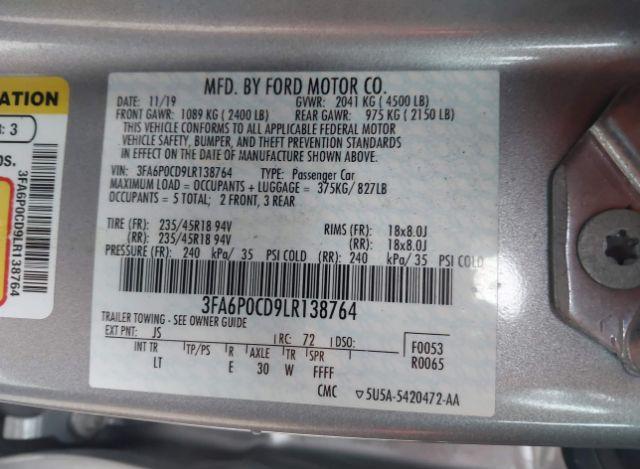 ATION
: 3
bs.
3FA6P0CD9LR138764
MFD. BY FORD MOTOR CO.
DATE: 11/19 GVWR: 2041 KG ( 4500 LB)
FRONT GAWR: 1089 KG ( 2400 LB) REAR GAWR: 975 KG ( 2150 LB)
THIS VEHICLE CONFORMS TO ALL APPLICABLE FEDERAL MOTOR
VEHICLE SAFETY, BUMPER, AND THEFT PREVENTION STANDARDS
IN EFFECT ON THE DATE OF MANUFACTURE SHOWN ABOVE.
VIN: 3FA6P0CD9LR138764 TYPE: Passenger Car
MAXIMUM LOAD = OCCUPANTS + LUGGAGE = 375KG/ 827LB
OCCUPANTS = 5 TOTAL; 2 FRONT, 3 REAR
TIRE (FR): 235/45R18 94V RIMS (FR): 18x8.0J
(RR): 235/45R18 94V (RR): 18x8.0J
PRESSURE (FR): 240 kPa/ 35 PSI COLD (RR): 240 kPa/ 35 PSI COLD
3FA6P0CD9LR138764
TRAILER TOWING - SEE OWNER GUIDE
EXT PNT: JS RC: 72 DSO: F0053
INT TR TP/PS R AXLE TR SPR R0065
LT E 30 W FFFF
CMC ▽5U5A-5420472-AA